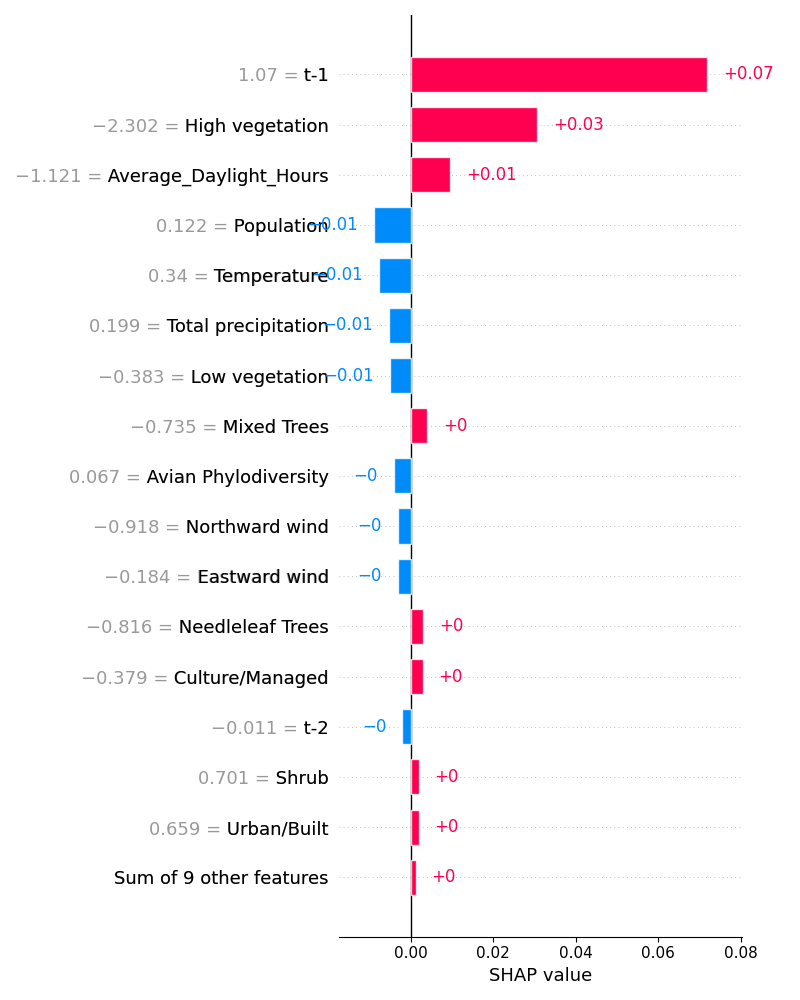 1.07 = t-1 +0.07
−2.302 = High vegetation +0.03
−1.121 = Average_Daylight_Hours +0.01
0.122 = Population −0.01
0.34 = Temperature −0.01
0.199 = Total precipitation −0.01
−0.383 = Low vegetation −0.01
−0.735 = Mixed Trees +0
0.067 = Avian Phylodiversity −0
−0.918 = Northward wind −0
−0.184 = Eastward wind −0
−0.816 = Needleleaf Trees +0
−0.379 = Culture/Managed +0
−0.011 = t-2 −0
0.701 = Shrub +0
0.659 = Urban/Built +0
Sum of 9 other features +0
0.00 0.02 0.04 0.06 0.08
SHAP value